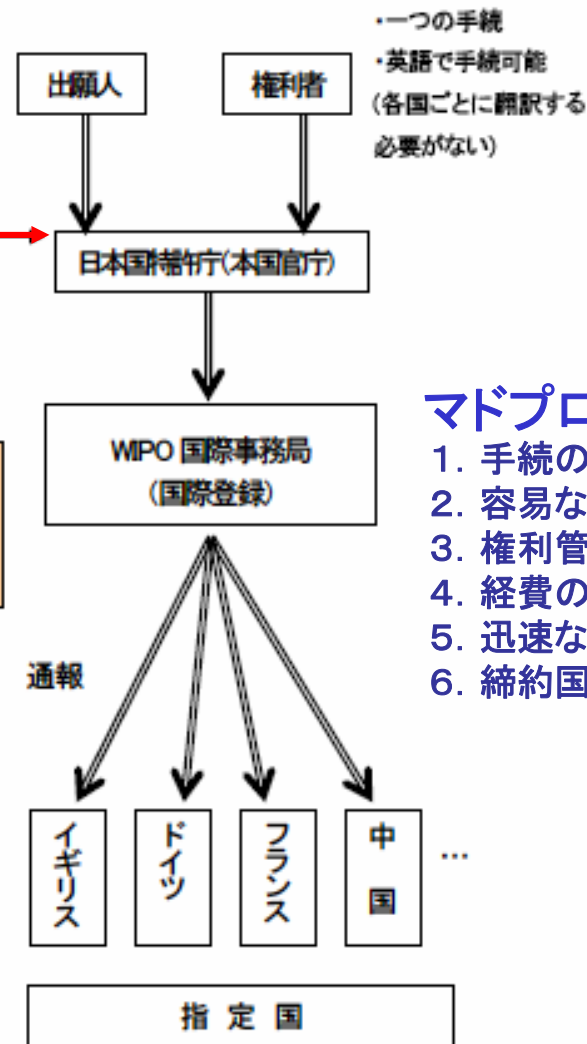 ・一つの手続
・英語で手続可能
(各国ごとに翻訳する
必要がない)
出願人
権利者
日本国特許庁(本国官庁)
WIPO 国際事務局
(国際登録)
マドプロ
1. 手続の
2. 容易な
3. 権利管
4. 経費の
5. 迅速な
6. 締約国
通報
イギリス
ドイツ
フランス
中国
…
指 定 国